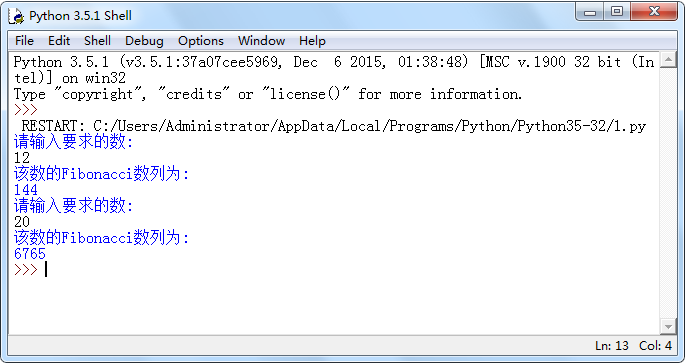 Python 3.5.1 Shell
File Edit Shell Debug Options Window Help
Python 3.5.1 (v3.5.1:37a07cee5969, Dec  6 2015, 01:38:48) [MSC v.1900 32 bit (In
tel)] on win32
Type "copyright", "credits" or "license()" for more information.
>>>
 RESTART: C:/Users/Administrator/AppData/Local/Programs/Python/Python35-32/1.py
请输入要求的数:
12
该数的Fibonacci数列为:
144
请输入要求的数:
20
该数的Fibonacci数列为:
6765
>>>
Ln: 13 Col: 4